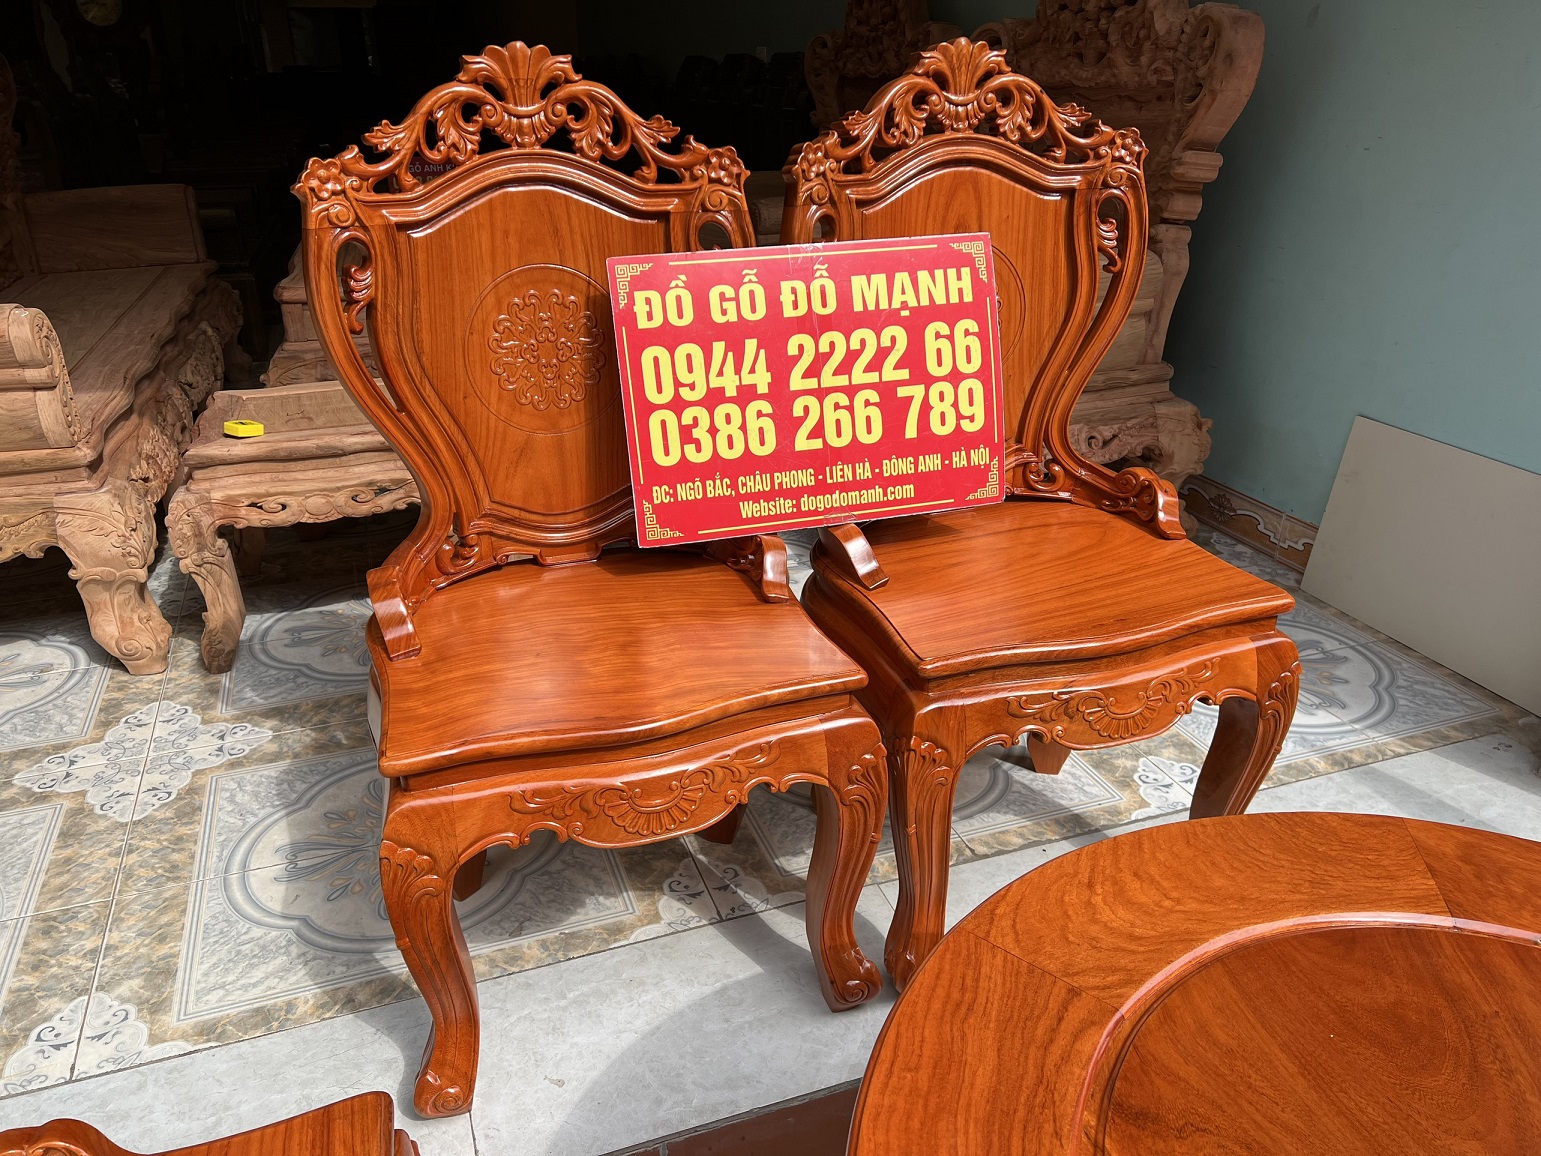 ĐỒ GỖ ĐỖ MẠNH
0944 2222 66
0386 266 789
ĐC: NGÕ BẮC, CHÂU PHONG - LIÊN HÀ - ĐÔNG ANH - HÀ NỘI
Website: dogodomanh.com